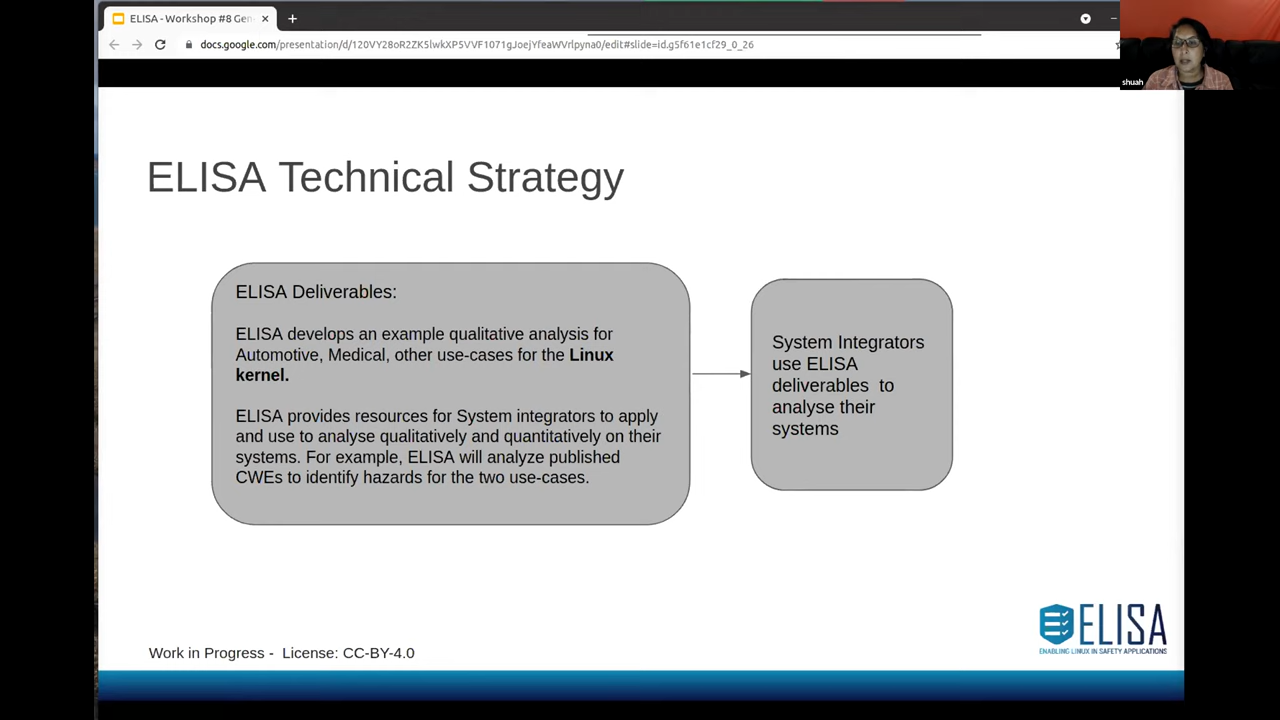 ELISA - Workshop #8 Gen
docs.google.com/presentation/d/120VY28oR2ZK5lwkXP5VVF1071gJoejYfeaWVrlpyna0/edit#slide=id.g5f61e1cf29_0_26
shuah
ELISA Technical Strategy
ELISA Deliverables:
ELISA develops an example qualitative analysis for
Automotive, Medical, other use-cases for the Linux
kernel.
ELISA provides resources for System integrators to apply
and use to analyse qualitatively and quantitatively on their
systems. For example, ELISA will analyze published
CWEs to identify hazards for the two use-cases.
System Integrators
use ELISA
deliverables to
analyse their
systems
ELISA
ENABLING LINUX IN SAFETY APPLICATIONS
Work in Progress - License: CC-BY-4.0